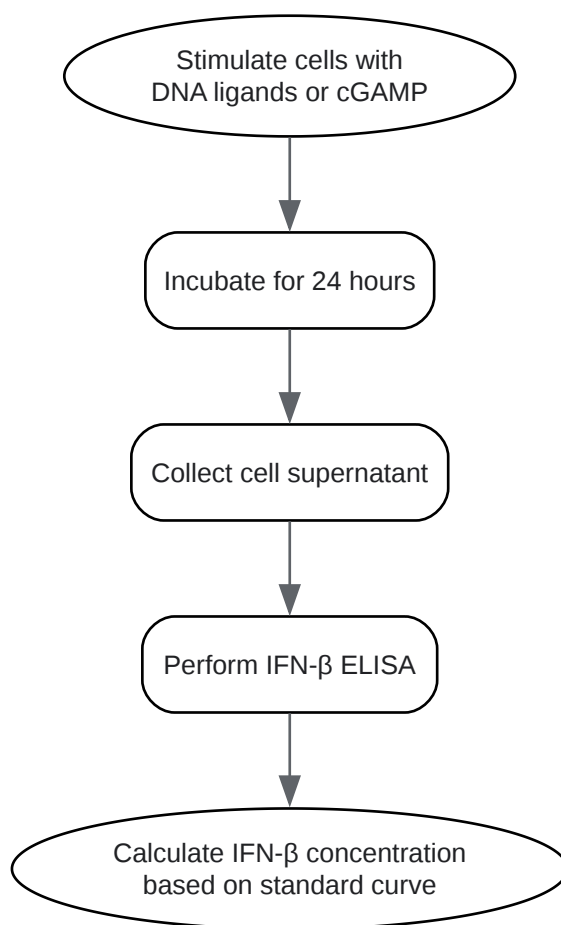 Stimulate cells with
DNA ligands or cGAMP
Incubate for 24 hours
Collect cell supernatant
Perform IFN-β ELISA
Calculate IFN-β concentration
based on standard curve